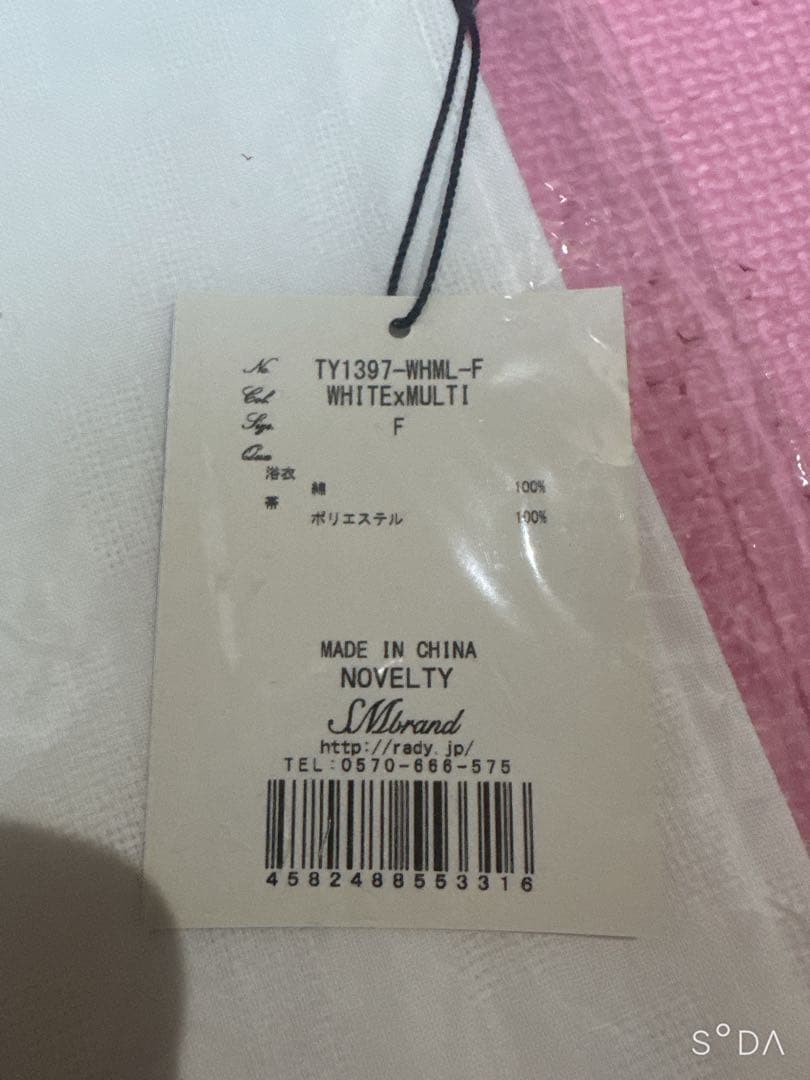 No. TY1397-WHML-F
Col. WHITExMULTI
Size. F
Qua
浴衣
綿 100%
帯
ポリエステル 100%
MADE IN CHINA
NOVELTY
SMbrand
http://rady.jp/
TEL:0570-666-575
4582488553316
SODA